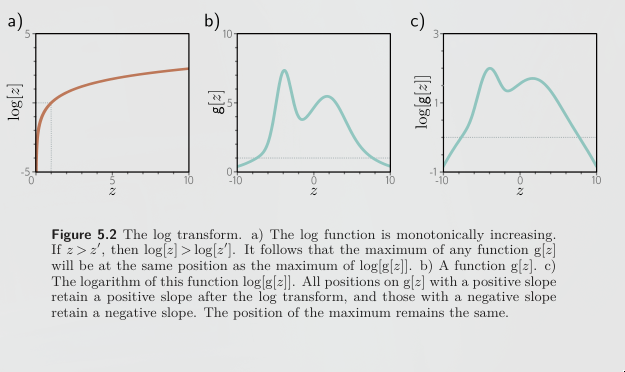 a)
b)
c)
5
log[z]
-5
0
5
10
z
10
g[z]
5
0
-10
0
10
z
3
log[g[z]]
1
-1
-10
0
10
z
Figure 5.2 The log transform. a) The log function is monotonically increasing.
If z > z′, then log[z] > log[z′]. It follows that the maximum of any function g[z]
will be at the same position as the maximum of log[g[z]]. b) A function g[z]. c)
The logarithm of this function log[g[z]]. All positions on g[z] with a positive slope
retain a positive slope after the log transform, and those with a negative slope
retain a negative slope. The position of the maximum remains the same.